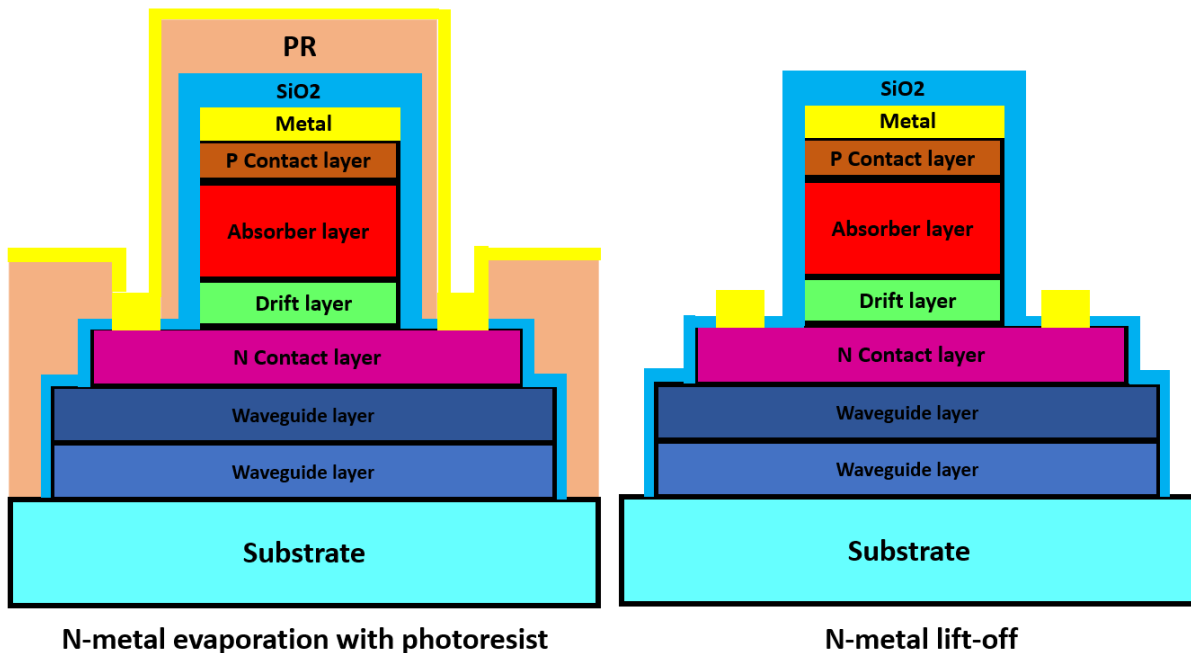 PR
SiO2
Metal
P Contact layer
Absorber layer
Drift layer
N Contact layer
Waveguide layer
Waveguide layer
Substrate
N-metal evaporation with photoresist
SiO2
Metal
P Contact layer
Absorber layer
Drift layer
N Contact layer
Waveguide layer
Waveguide layer
Substrate
N-metal lift-off